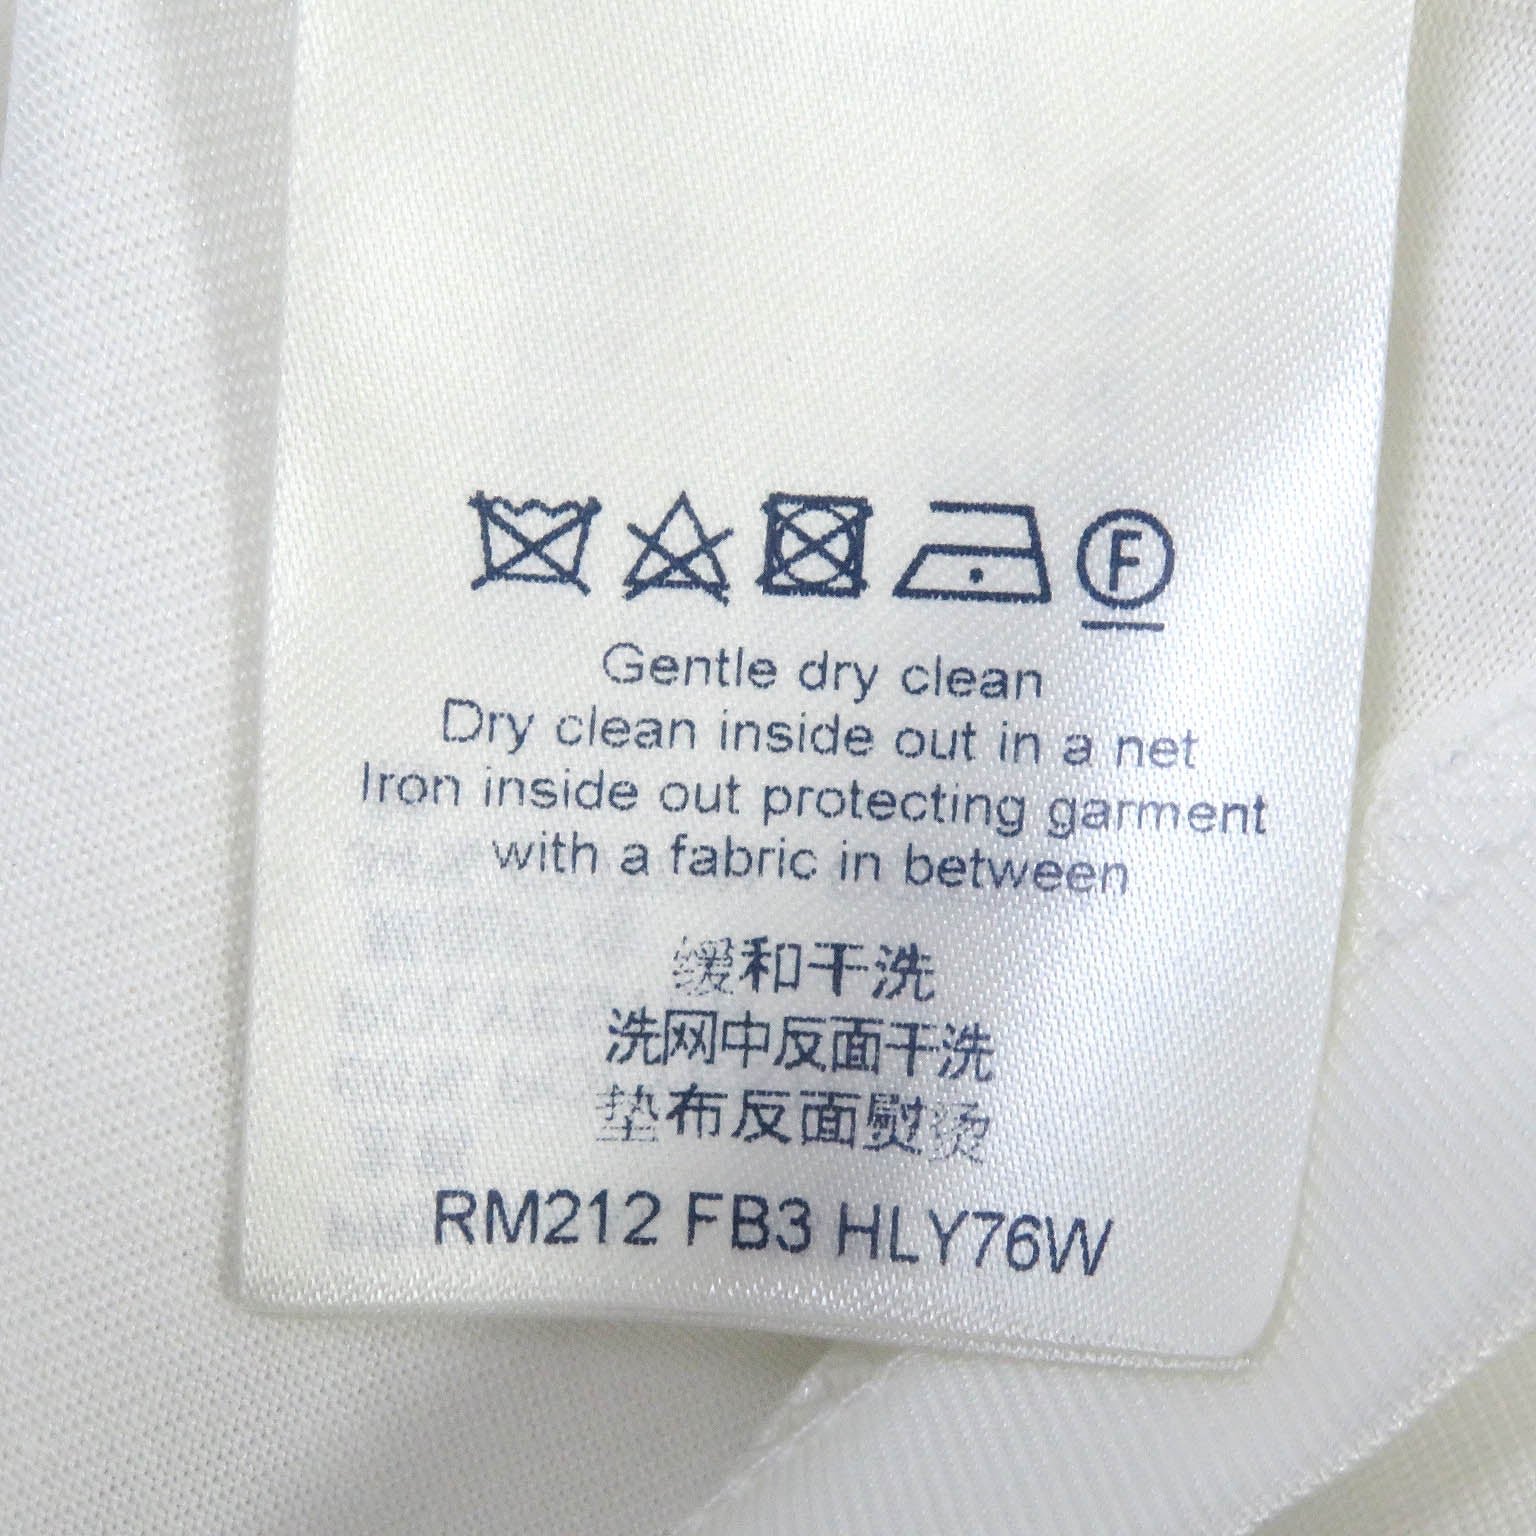 F
Gentle dry clean
Dry clean inside out in a net
Iron inside out protecting garment
with a fabric in between
缓和干洗
洗网中反面干洗
垫布反面熨烫
RM212 FB3 HLY76W